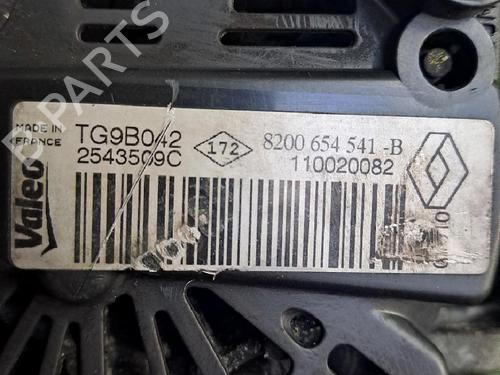 B PARTS
MADE IN
FRANCE
Valeo
TG9B042
2543509C
172
8200 654 541-B
110020082